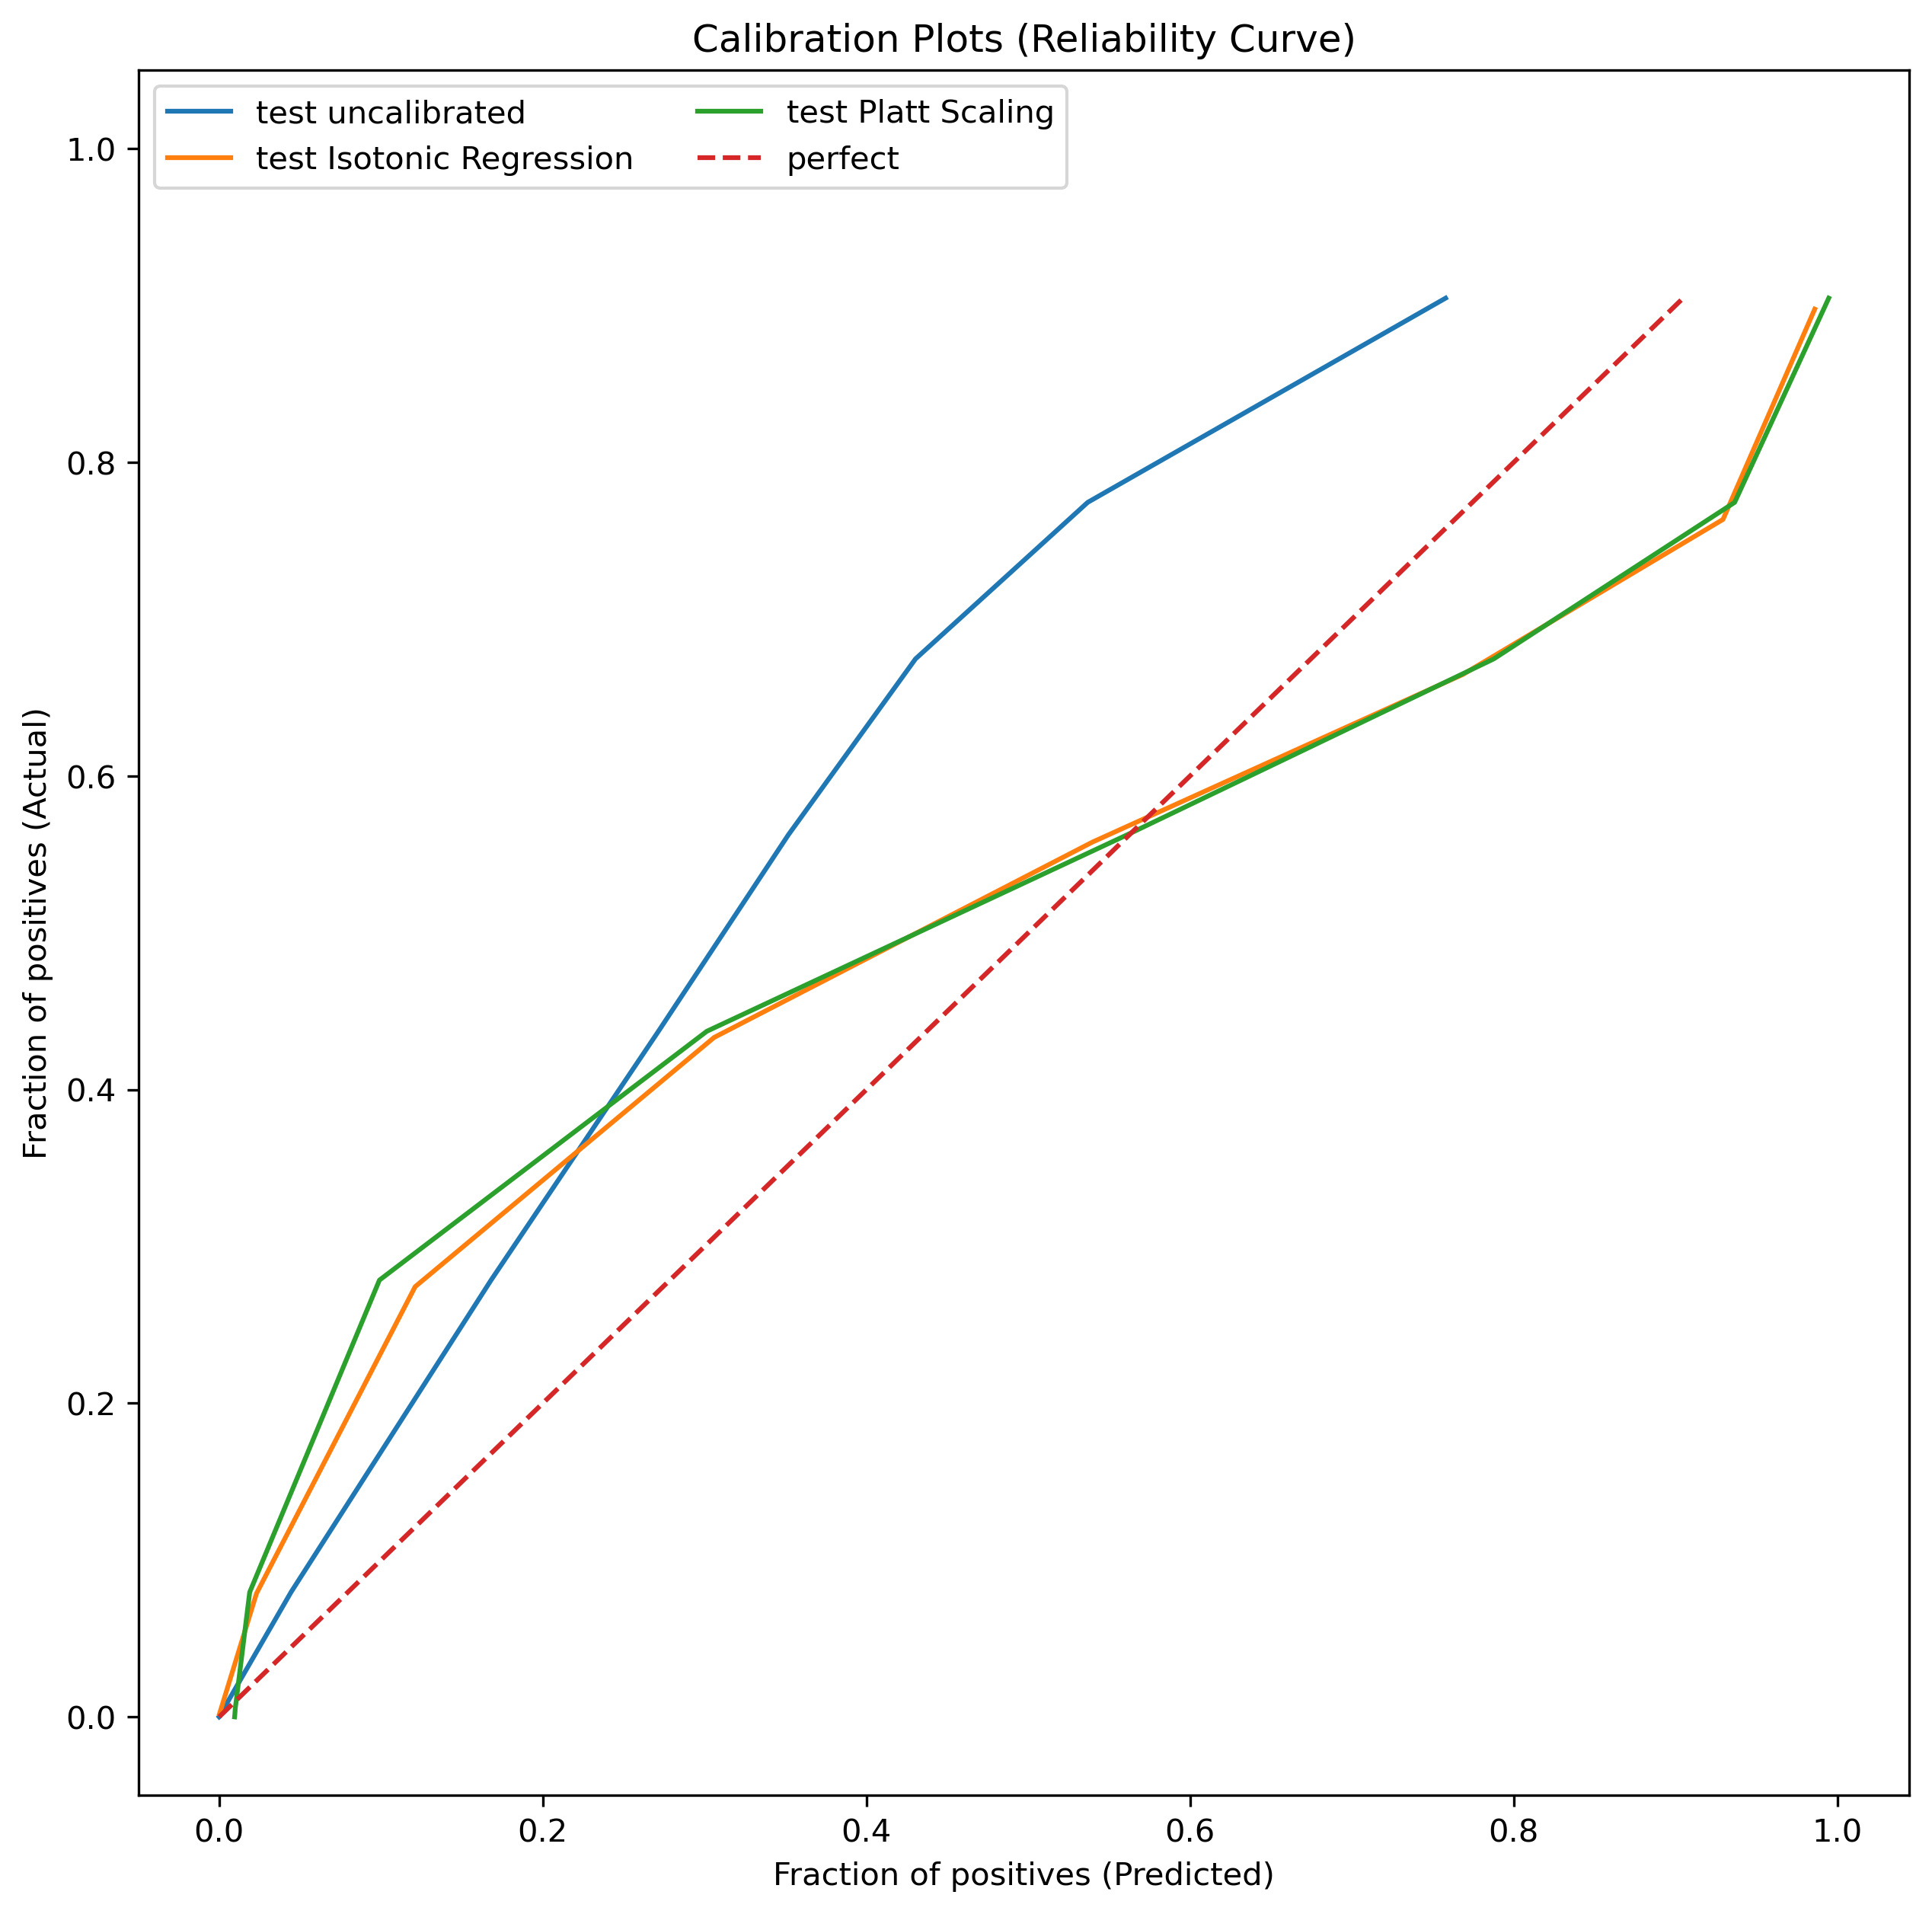 Calibration Plots (Reliability Curve)
test uncalibrated
test Isotonic Regression
test Platt Scaling
perfect
1.0
0.8
0.6
0.4
0.2
0.0
Fraction of positives (Actual)
0.0 0.2 0.4 0.6 0.8 1.0
Fraction of positives (Predicted)